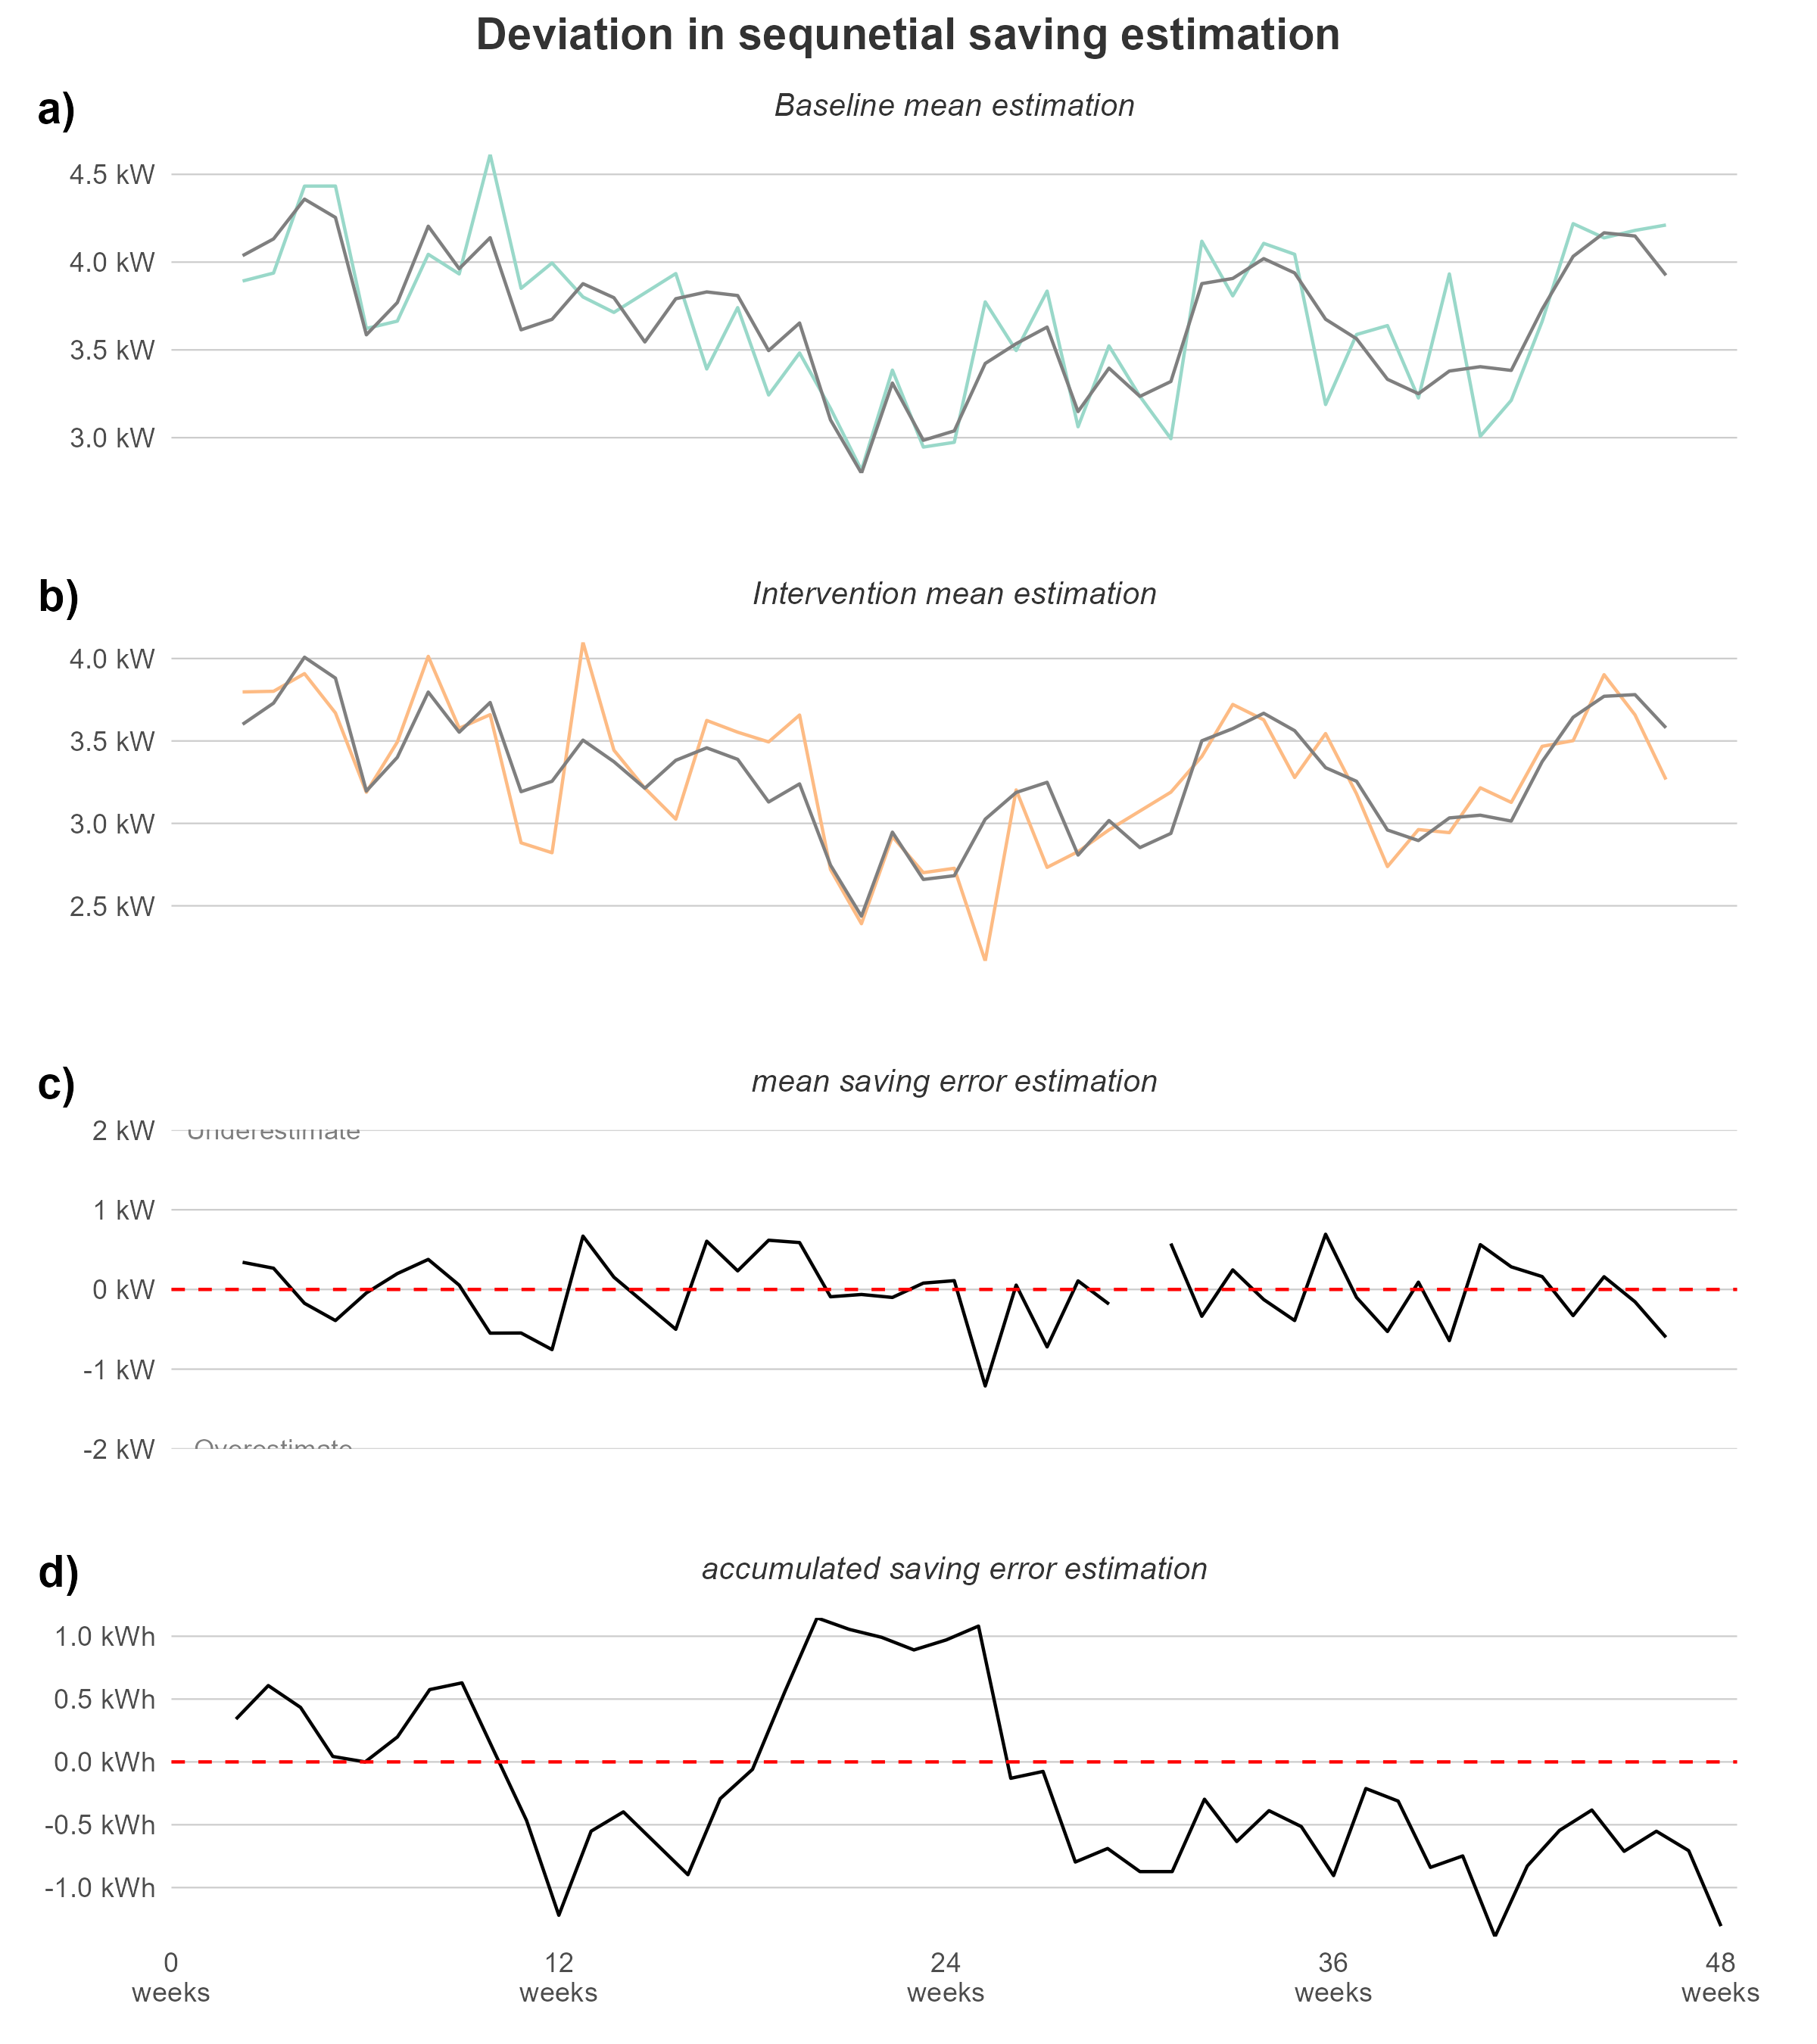 Deviation in sequnetial saving estimation
a)
Baseline mean estimation
4.5 kW
4.0 kW
3.5 kW
3.0 kW
b)
Intervention mean estimation
4.0 kW
3.5 kW
3.0 kW
2.5 kW
c)
mean saving error estimation
2 kW
Underestimate
1 kW
0 kW
-1 kW
-2 kW
Overestimate
d)
accumulated saving error estimation
1.0 kWh
0.5 kWh
0.0 kWh
-0.5 kWh
-1.0 kWh
0 12 24 36 48
weeks weeks weeks weeks weeks